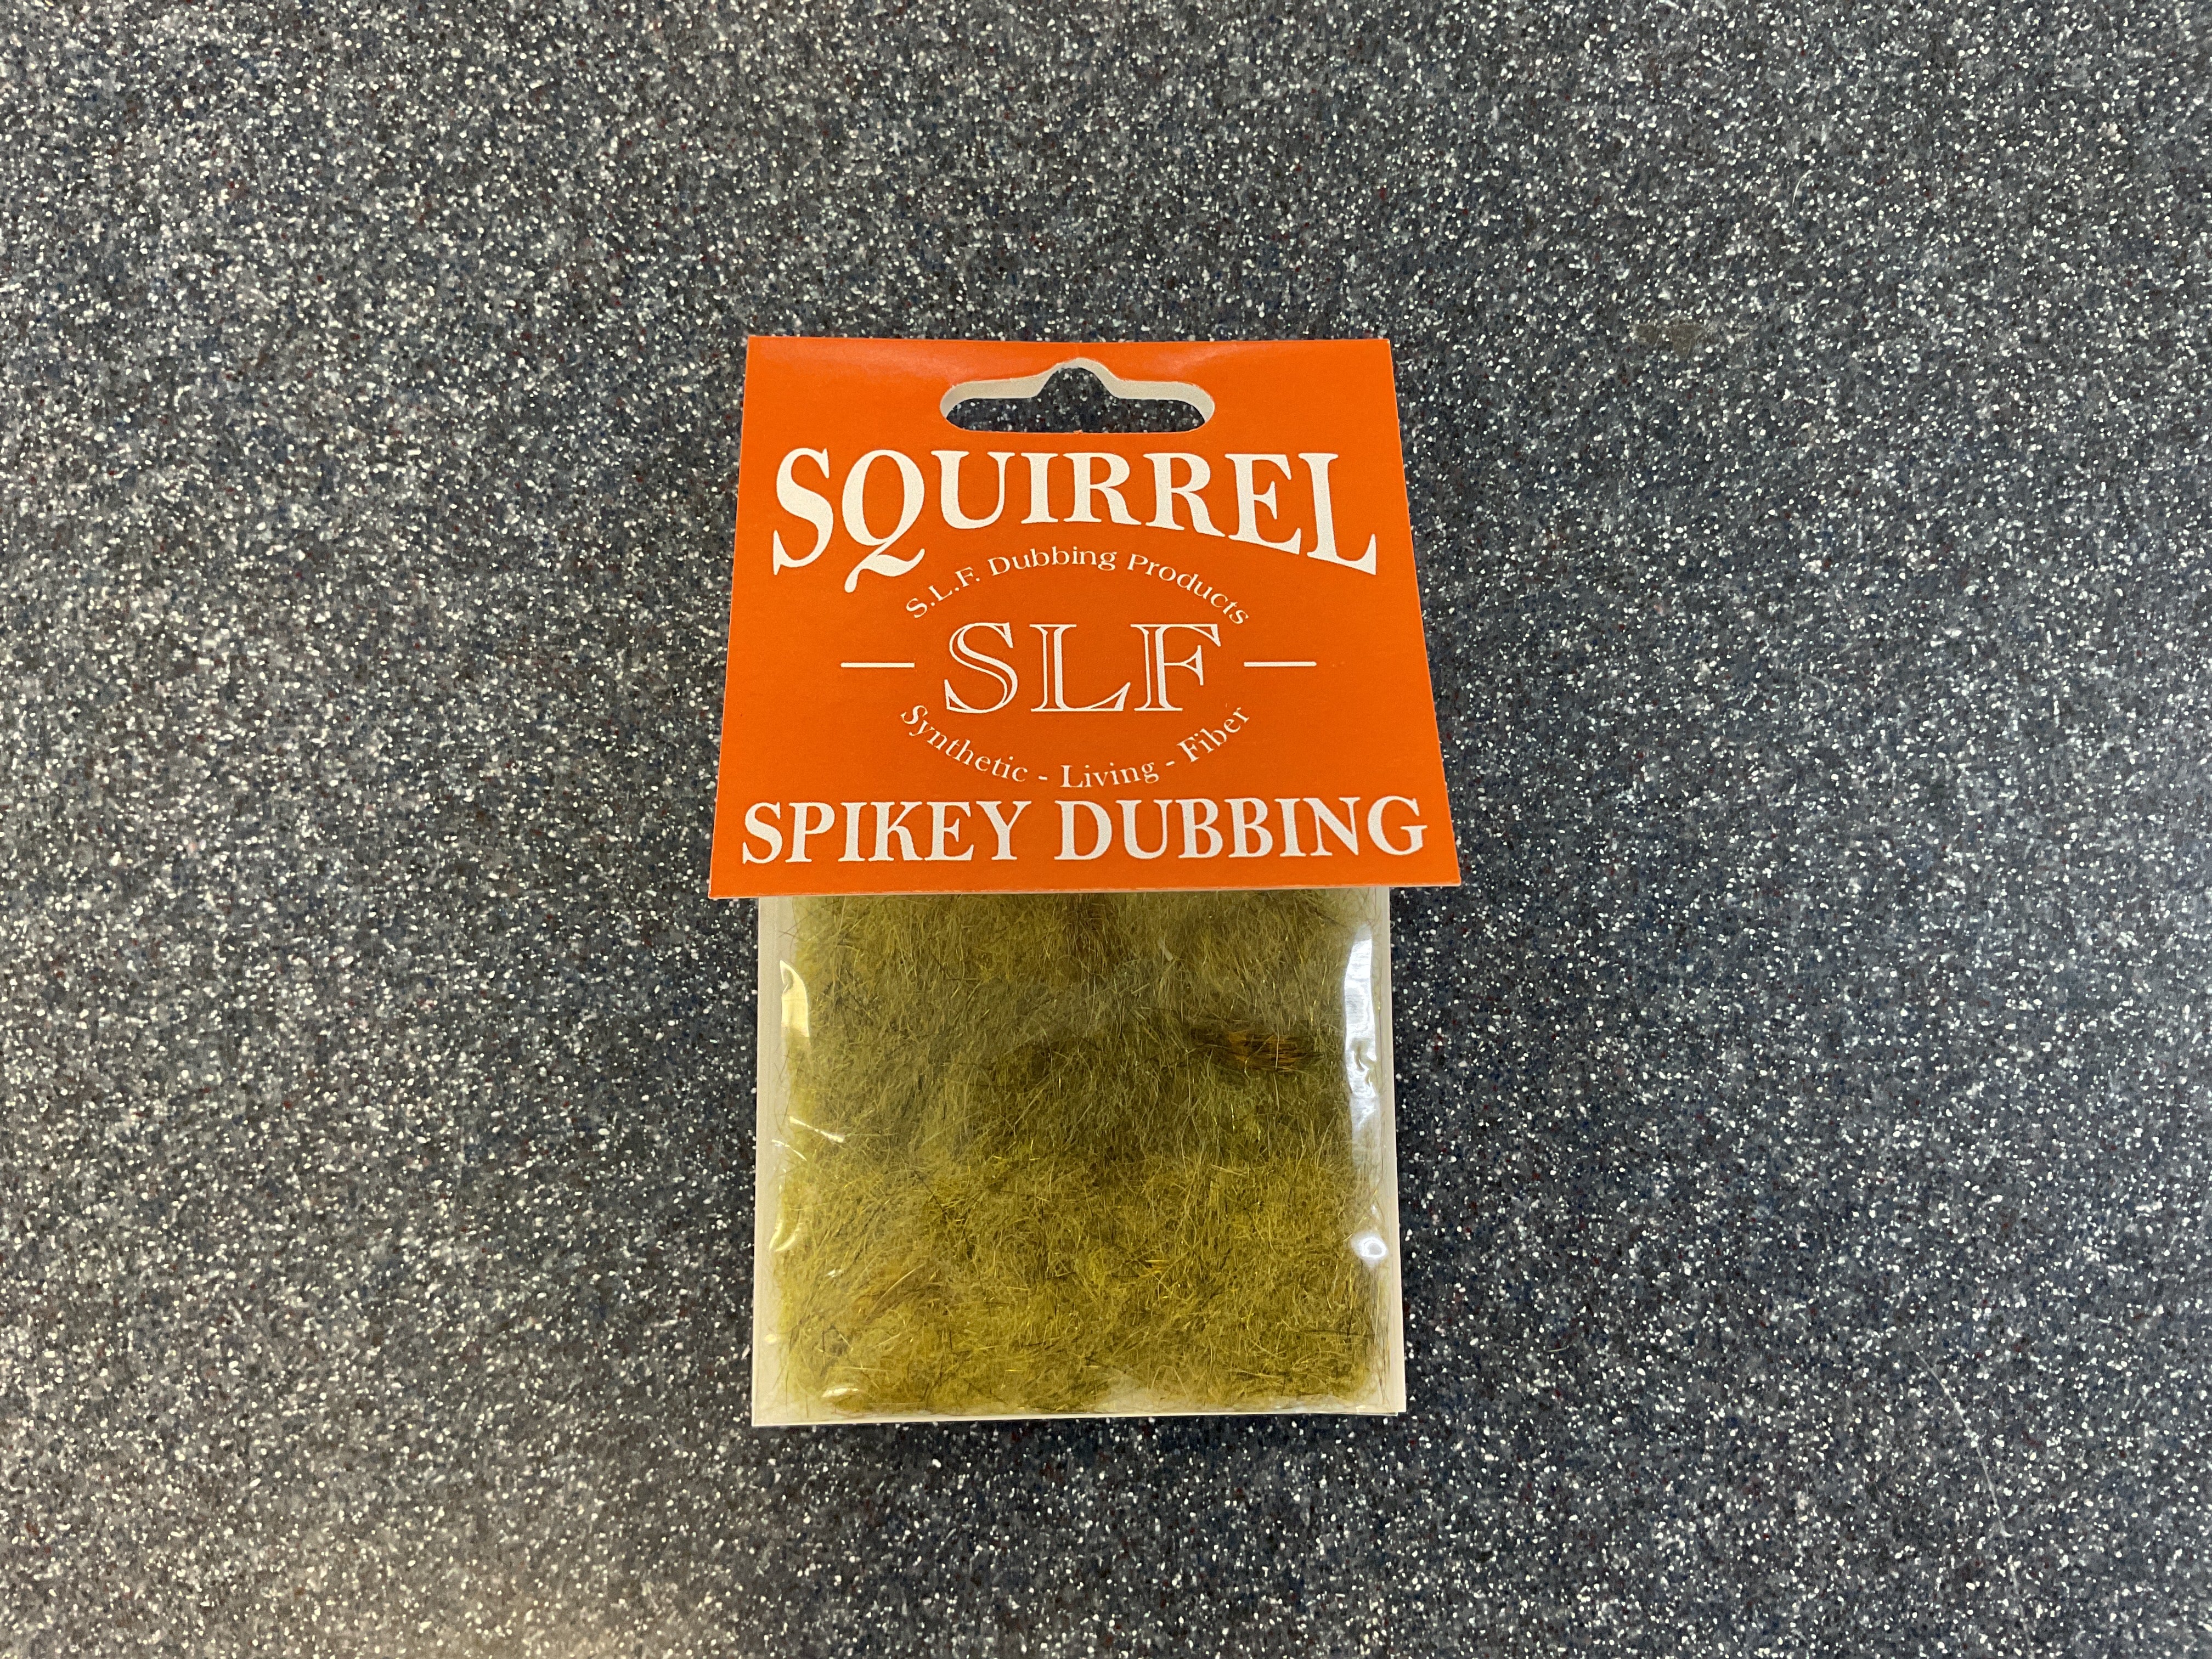 SQUIRREL
S.L.F. Dubbing Products
— SLF —
Synthetic - Living - Fiber
SPIKEY DUBBING